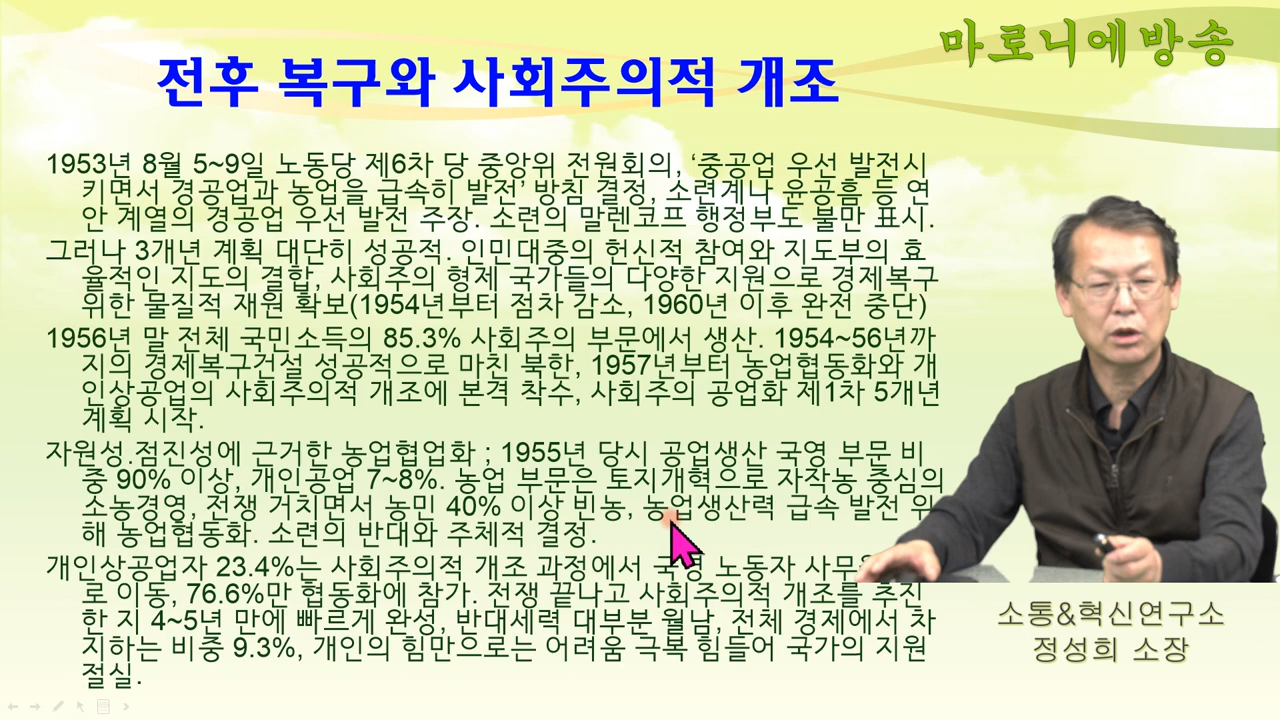 마로니에방송
전후 복구와 사회주의적 개조
1953년 8월 5~9일 노동당 제6차 당 중앙위 전원회의, ‘중공업 우선 발전시
키면서 경공업과 농업을 급속히 발전’ 방침 결정, 소련계나 윤공흠 등 연
안 계열의 경공업 우선 발전 주장. 소련의 말렌코프 행정부도 불만 표시.
그러나 3개년 계획 대단히 성공적. 인민대중의 헌신적 참여와 지도부의 효
율적인 지도의 결합, 사회주의 형제 국가들의 다양한 지원으로 경제복구
위한 물질적 재원 확보(1954년부터 점차 감소, 1960년 이후 완전 중단)
1956년 말 전체 국민소득의 85.3% 사회주의 부문에서 생산. 1954~56년까
지의 경제복구건설 성공적으로 마친 북한, 1957년부터 농업협동화와 개
인상공업의 사회주의적 개조에 본격 착수, 사회주의 공업화 제1차 5개년
계획 시작.
자원성.점진성에 근거한 농업협업화 ; 1955년 당시 공업생산 국영 부문 비
중 90% 이상, 개인공업 7~8%. 농업 부문은 토지개혁으로 자작농 중심의
소농경영, 전쟁 거치면서 농민 40% 이상 빈농, 농업생산력 급속 발전 위
해 농업협동화. 소련의 반대와 주체적 결정.
개인상공업자 23.4%는 사회주의적 개조 과정에서 국영 노동자 사무
로 이동, 76.6%만 협동화에 참가. 전쟁 끝나고 사회주의적 개조를 추진
한 지 4~5년 만에 빠르게 완성, 반대세력 대부분 월남, 전체 경제에서 차
지하는 비중 9.3%, 개인의 힘만으로는 어려움 극복 힘들어 국가의 지원
절실.
소통&혁신연구소
정성희 소장